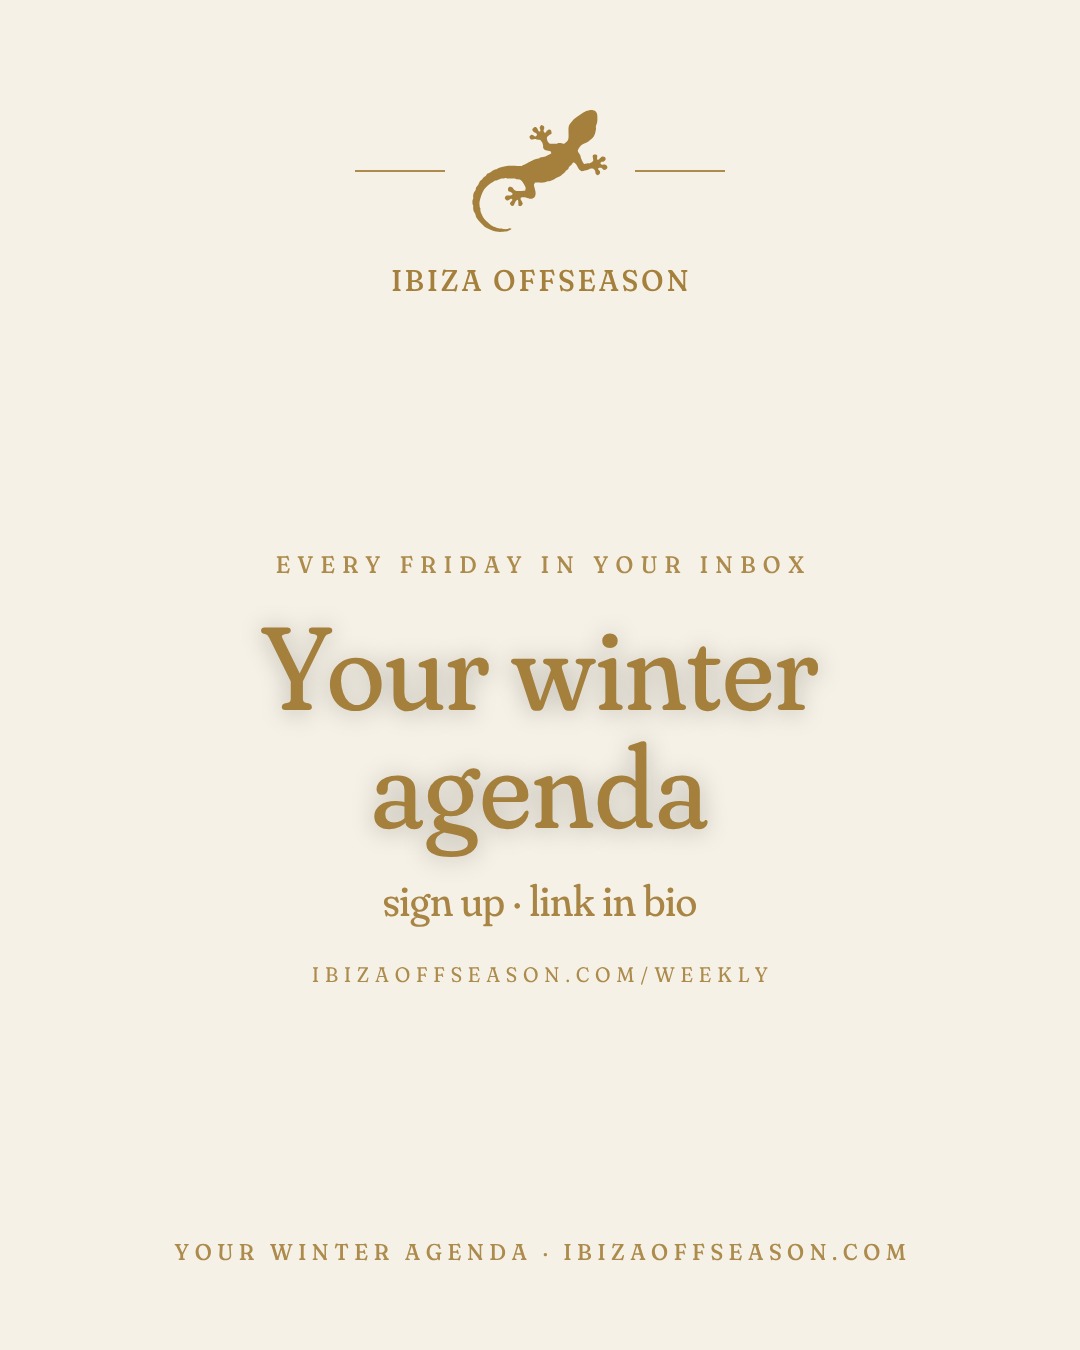 IBIZA OFFSEASON
EVERY FRIDAY IN YOUR INBOX
Your winter
agenda
sign up · link in bio
IBIZAOFFSEASON.COM/WEEKLY
YOUR WINTER AGENDA · IBIZAOFFSEASON.COM